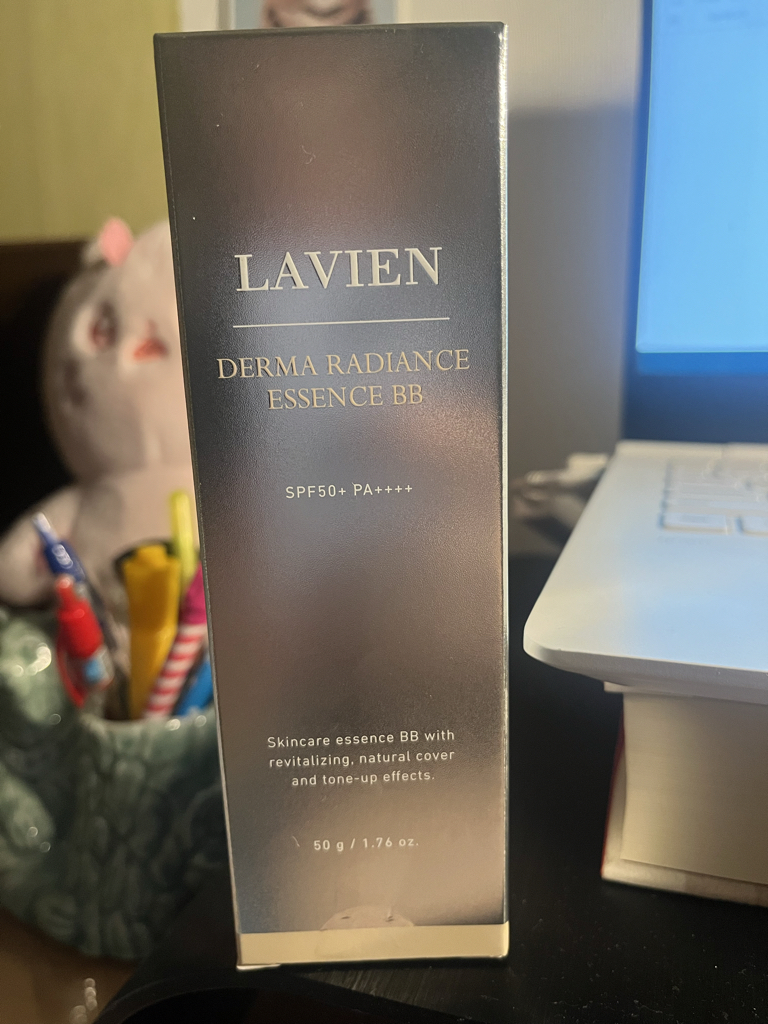 LAVIEN
DERMA RADIANCE
ESSENCE BB
SPF50+ PA++++
Skincare essence BB with
revitalizing, natural cover
and tone-up effects.
50 g / 1.76 oz.